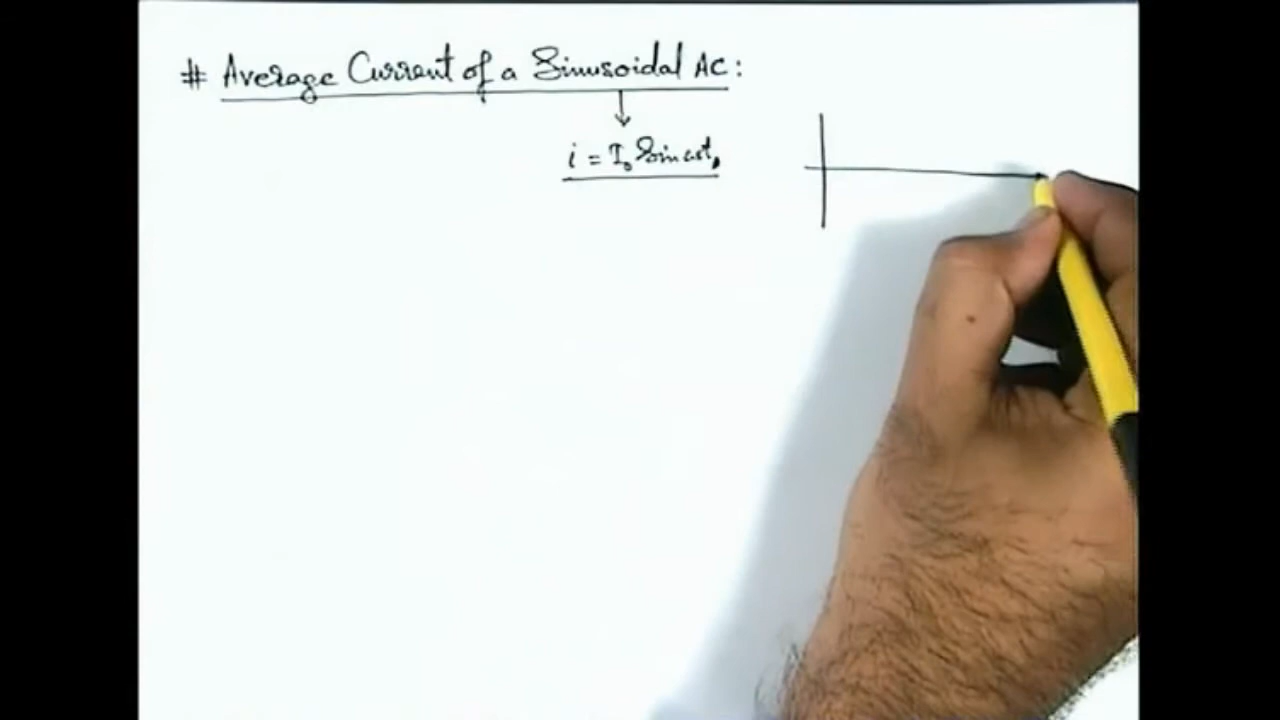 # Average Current of a Sinusoidal AC:
i = I₀ Sin ωt,